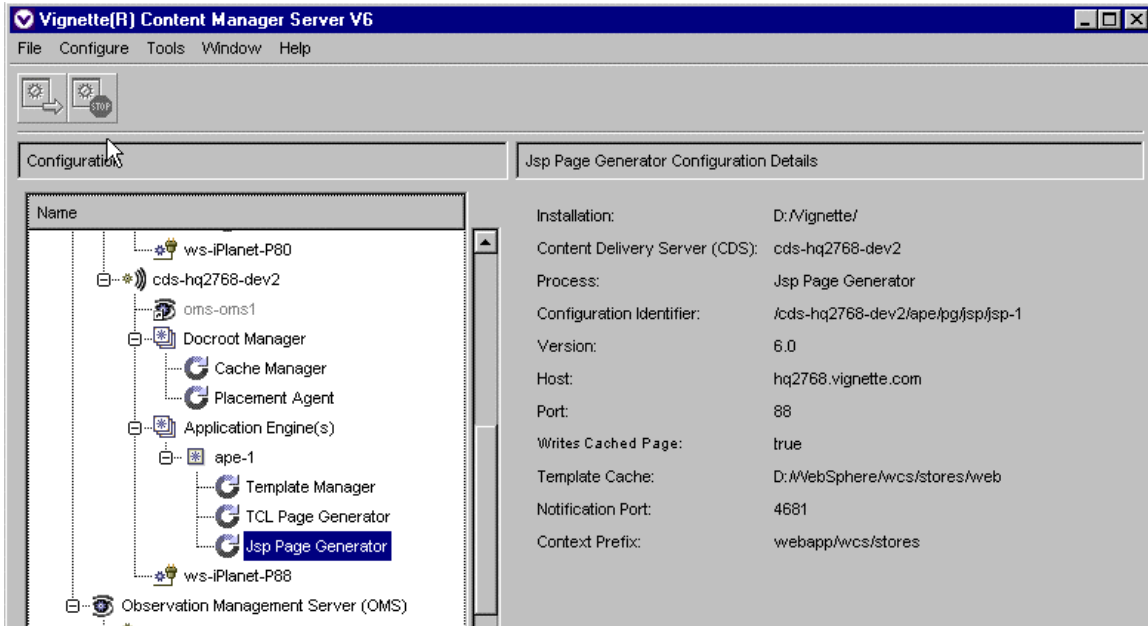 Vignette(R) Content Manager Server V6
File Configure Tools Window Help
STOP
Configuration
Jsp Page Generator Configuration Details
Name
ws-iPlanet-P80
cds-hq2768-dev2
oms-oms1
Docroot Manager
Cache Manager
Placement Agent
Application Engine(s)
ape-1
Template Manager
TCL Page Generator
Jsp Page Generator
ws-iPlanet-P88
Observation Management Server (OMS)
Installation: D:/Vignette/
Content Delivery Server (CDS): cds-hq2768-dev2
Process: Jsp Page Generator
Configuration Identifier: /cds-hq2768-dev2/ape/pg/jsp/jsp-1
Version: 6.0
Host: hq2768.vignette.com
Port: 88
Writes Cached Page: true
Template Cache: D:/WebSphere/wcs/stores/web
Notification Port: 4681
Context Prefix: webapp/wcs/stores